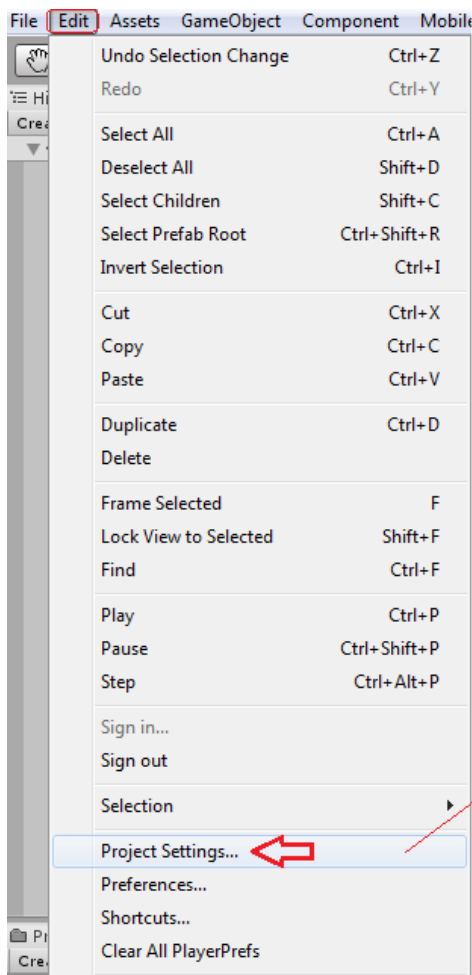 File Edit Assets GameObject Component Mobile
Undo Selection Change Ctrl+Z
Hi
Redo Ctrl+Y
Crea
Select All Ctrl+A
Deselect All Shift+D
Select Children Shift+C
Select Prefab Root Ctrl+Shift+R
Invert Selection Ctrl+I
Cut Ctrl+X
Copy Ctrl+C
Paste Ctrl+V
Duplicate Ctrl+D
Delete
Frame Selected F
Lock View to Selected Shift+F
Find Ctrl+F
Play Ctrl+P
Pause Ctrl+Shift+P
Step Ctrl+Alt+P
Sign in...
Sign out
Selection
Project Settings...
Preferences...
Shortcuts...
Pr
Clear All PlayerPrefs
Crea